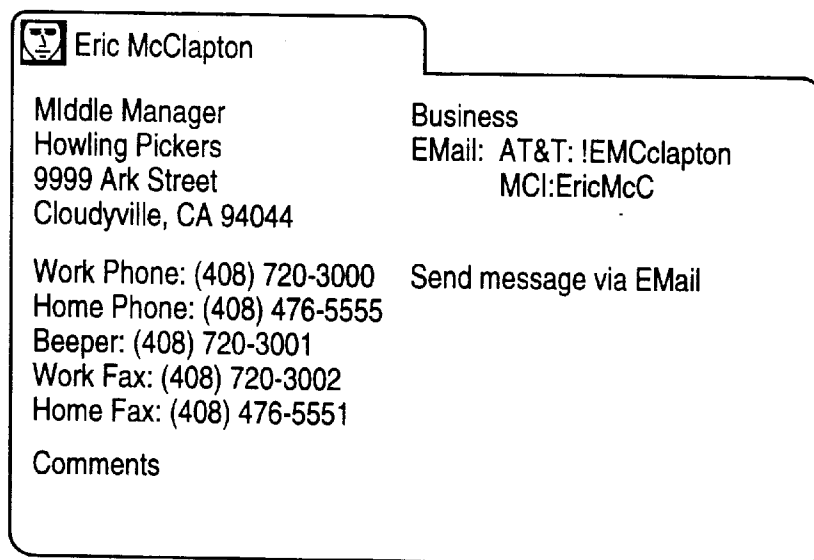 Eric McClapton
MIddle Manager
Howling Pickers
9999 Ark Street
Cloudyville, CA 94044
Business
EMail: AT&T: !EMCclapton
MCI:EricMcC
Work Phone: (408) 720-3000
Home Phone: (408) 476-5555
Beeper: (408) 720-3001
Work Fax: (408) 720-3002
Home Fax: (408) 476-5551
Send message via EMail
Comments